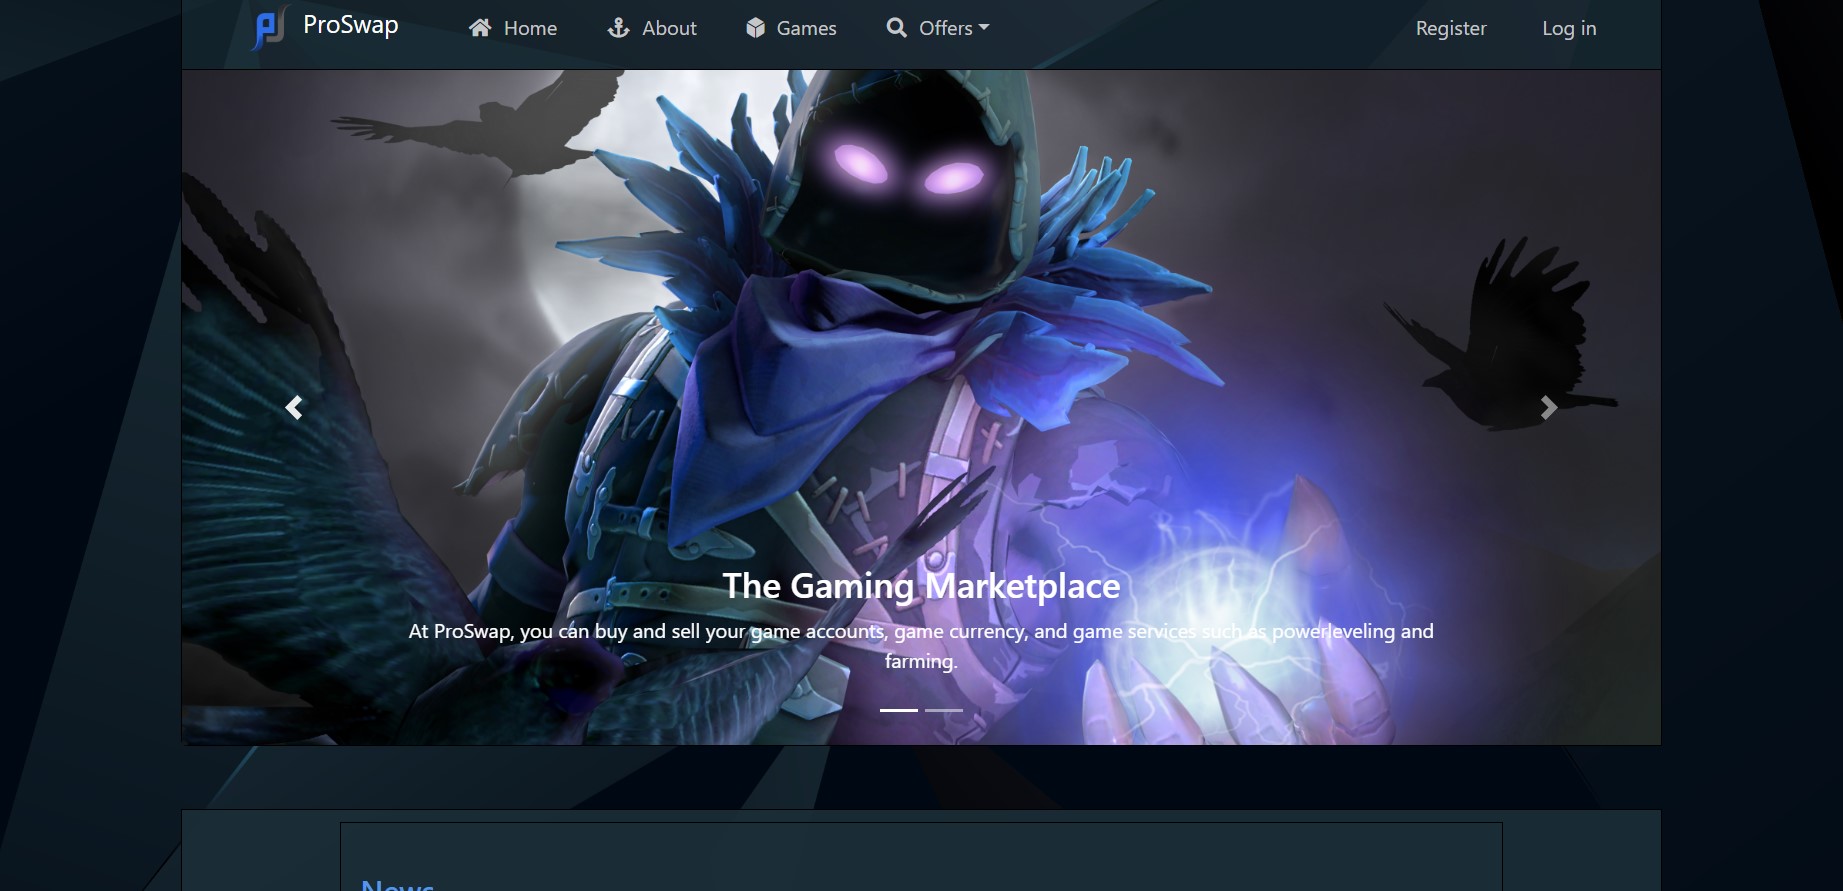 ProSwap Home About Games Offers Register Log in
The Gaming Marketplace
At ProSwap, you can buy and sell your game accounts, game currency, and game services such as powerleveling and
farming.
News